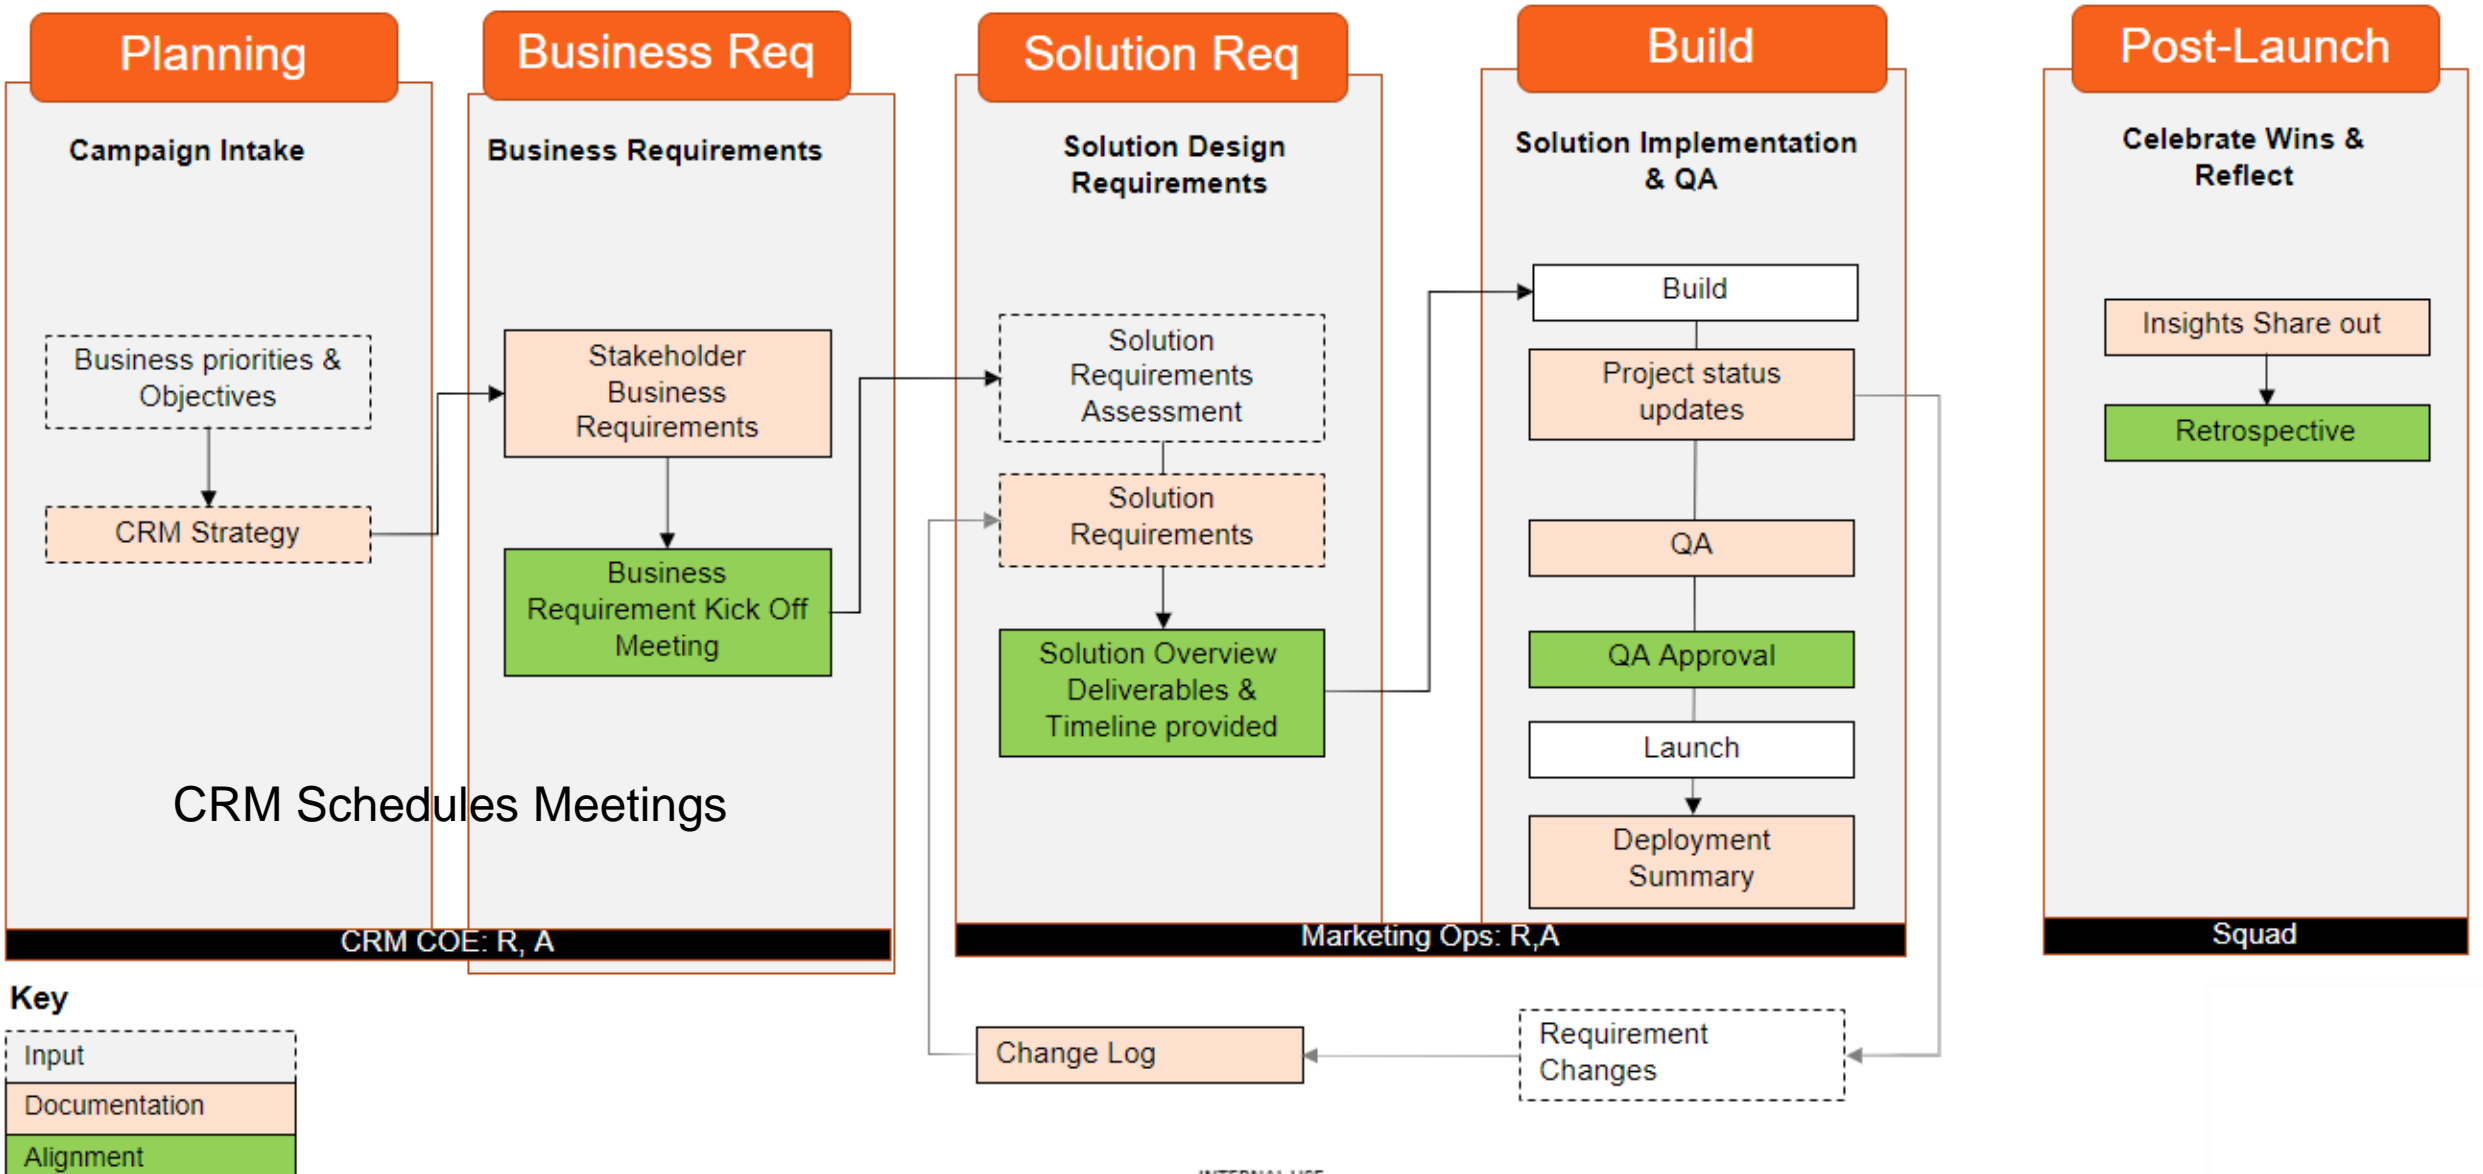 Planning
Business Req
Solution Req
Build
Post-Launch
Campaign Intake
Business Requirements
Solution Design
Requirements
Solution Implementation
& QA
Celebrate Wins &
Reflect
Business priorities &
Objectives
CRM Strategy
Stakeholder
Business
Requirements
Business
Requirement Kick Off
Meeting
CRM Schedules Meetings
CRM COE: R, A
Solution
Requirements
Assessment
Solution
Requirements
Solution Overview
Deliverables &
Timeline provided
Build
Project status
updates
QA
QA Approval
Launch
Deployment
Summary
Marketing Ops: R,A
Insights Share out
Retrospective
Squad
Change Log
Requirement
Changes
Key
Input
Documentation
Alignment
INTERNAL USE